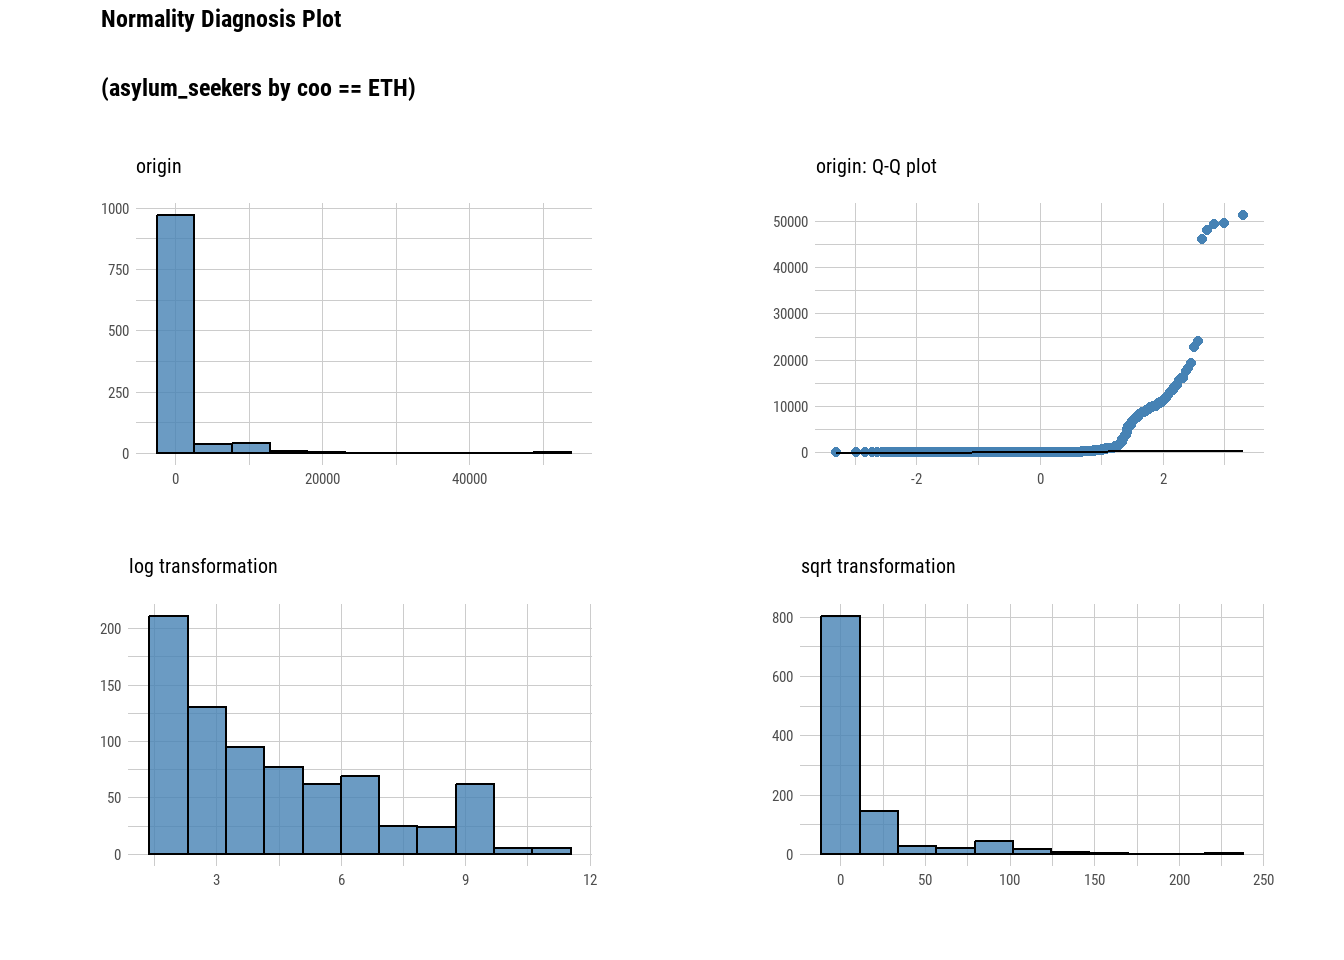 Normality Diagnosis Plot
(asylum_seekers by coo == ETH)
origin
1000
750
500
250
0
0 20000 40000
origin: Q-Q plot
50000
40000
30000
20000
10000
0
-2 0 2
log transformation
200
150
100
50
0
3 6 9 12
sqrt transformation
800
600
400
200
0
0 50 100 150 200 250